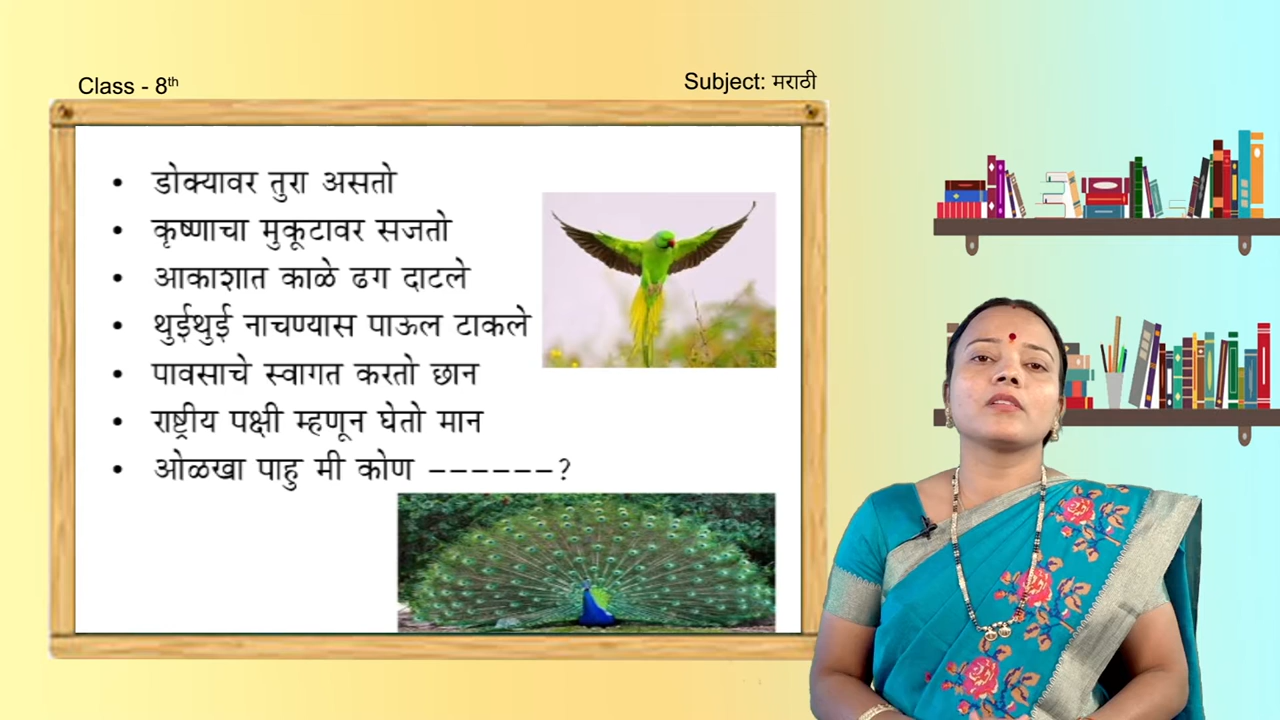 Class - 8th
Subject: मराठी
• डोक्यावर तुरा असतो
• कृष्णाचा मुकूटावर सजतो
• आकाशात काळे ढग दाटले
• थुईथुई नाचण्यास पाऊल टाकले
• पावसाचे स्वागत करतो छान
• राष्ट्रीय पक्षी म्हणून घेतो मान
• ओळखा पाहु मी कोण ------?